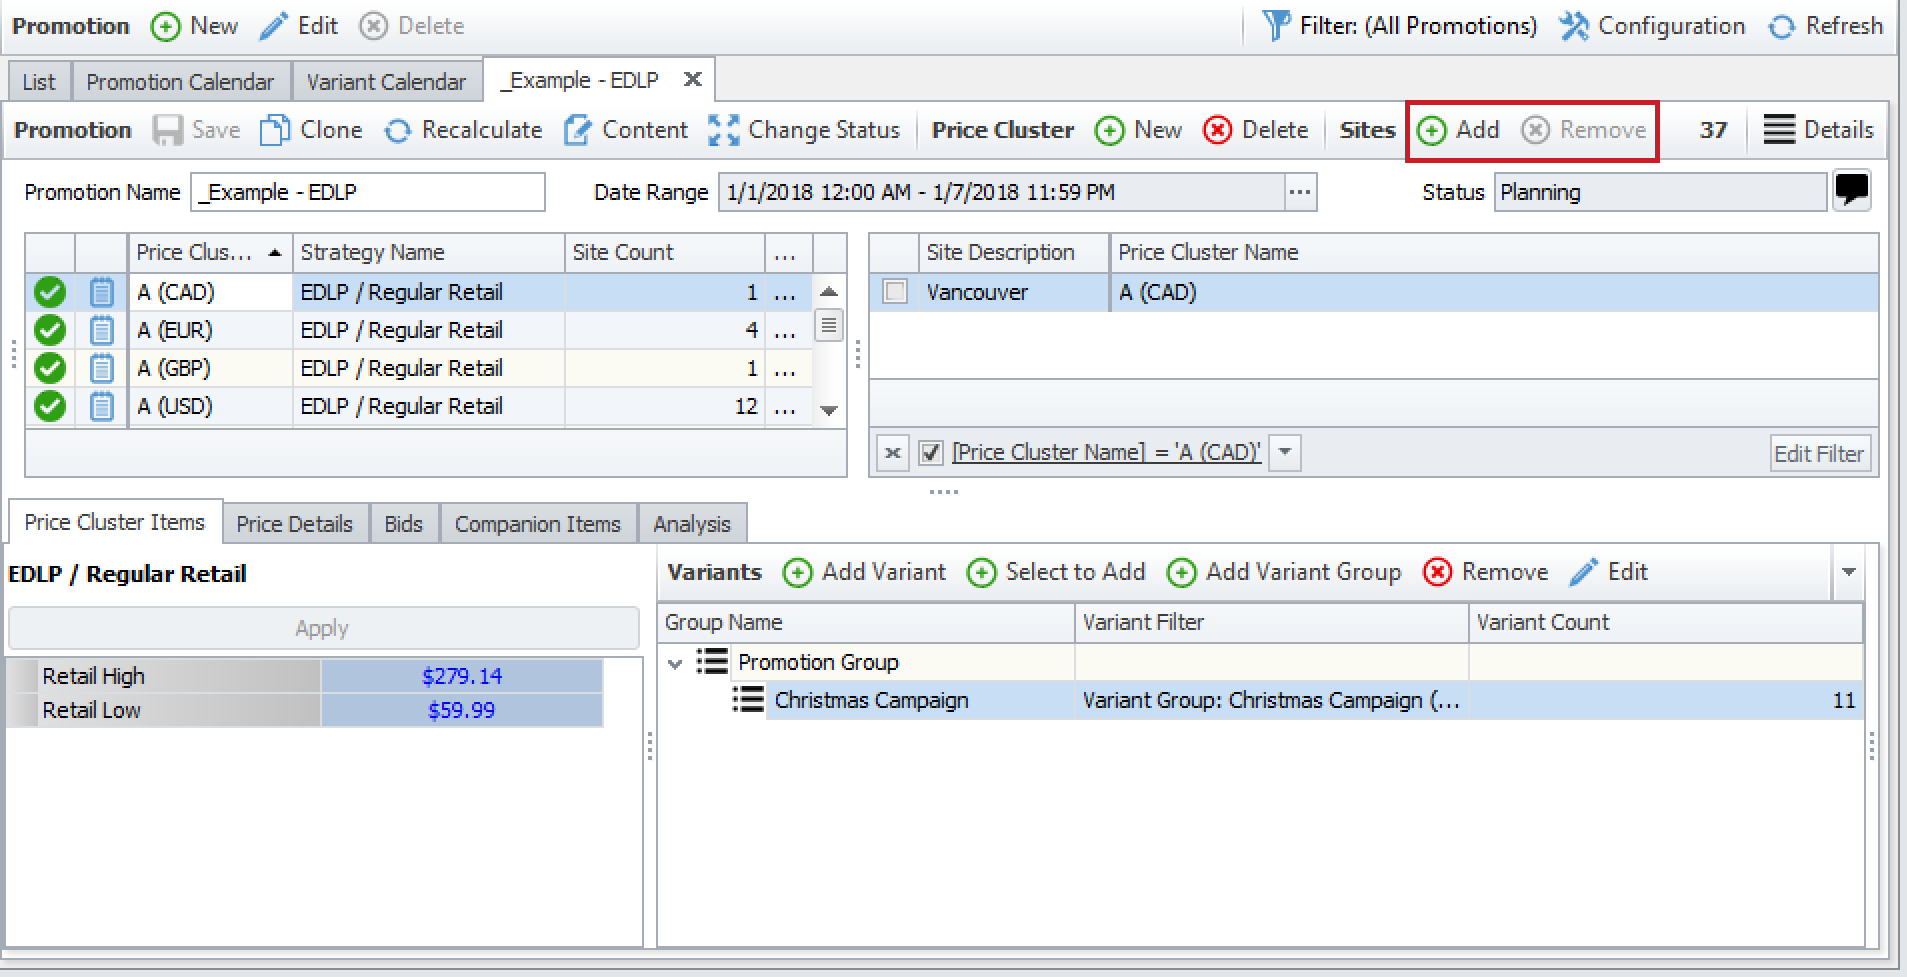 Promotion New Edit Delete Filter: (All Promotions) Configuration Refresh
List Promotion Calendar Variant Calendar _Example - EDLP
Promotion Save Clone Recalculate Content Change Status Price Cluster New Delete Sites Add Remove 37 Details
Promotion Name _Example - EDLP Date Range 1/1/2018 12:00 AM - 1/7/2018 11:59 PM ... Status Planning
Price Clus... Strategy Name Site Count ...
A (CAD) EDLP / Regular Retail 1 ...
A (EUR) EDLP / Regular Retail 4 ...
A (GBP) EDLP / Regular Retail 1 ...
A (USD) EDLP / Regular Retail 12 ...
Site Description Price Cluster Name
Vancouver A (CAD)
[Price Cluster Name] = 'A (CAD)' Edit Filter
Price Cluster Items Price Details Bids Companion Items Analysis
EDLP / Regular Retail
Apply
Retail High $279.14
Retail Low $59.99
Variants Add Variant Select to Add Add Variant Group Remove Edit
Group Name Variant Filter Variant Count
Promotion Group
Christmas Campaign Variant Group: Christmas Campaign (... 11